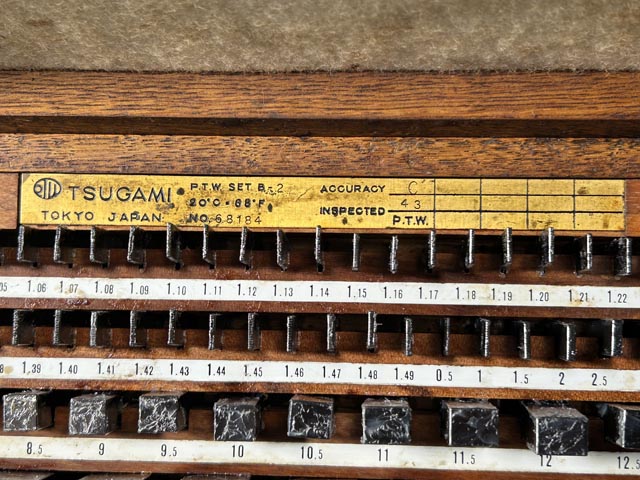 TSUGAMI
TOKYO JAPAN
P.T.W. SET B 2
20°C - 68°F
NO. 68184
ACCURACY C
43
INSPECTED P.T.W.
1.06 1.07 1.08 1.09 1.10 1.11 1.12 1.13 1.14 1.15 1.16 1.17 1.18 1.19 1.20 1.21 1.22
1.39 1.40 1.41 1.42 1.43 1.44 1.45 1.46 1.47 1.48 1.49 0.5 1 1.5 2 2.5
8.5 9 9.5 10 10.5 11 11.5 12 12.5